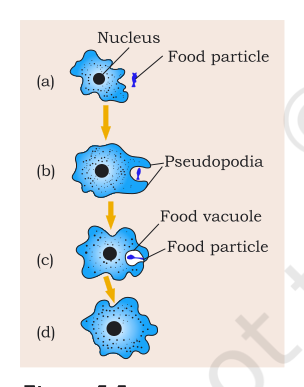 Nucleus
Food particle
(a)
(b)
Pseudopodia
Food vacuole
Food particle
(c)
(d)